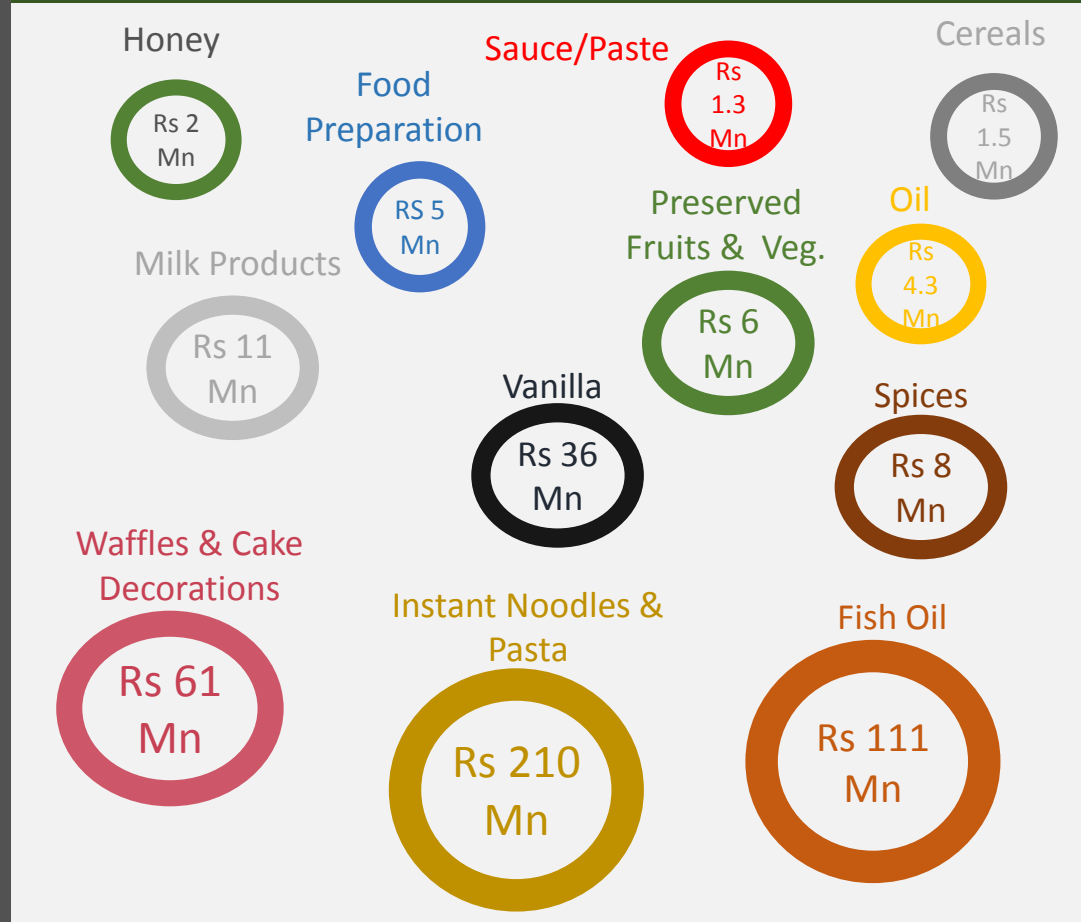 Honey
Rs 2
Mn
Food
Preparation
RS 5
Mn
Sauce/Paste
Rs
1.3
Mn
Cereals
Rs
1.5
Mn
Milk Products
Rs 11
Mn
Preserved
Fruits &  Veg.
Rs 6
Mn
Oil
Rs
4.3
Mn
Vanilla
Rs 36
Mn
Spices
Rs 8
Mn
Waffles & Cake
Decorations
Rs 61
Mn
Instant Noodles &
Pasta
Rs 210
Mn
Fish Oil
Rs 111
Mn